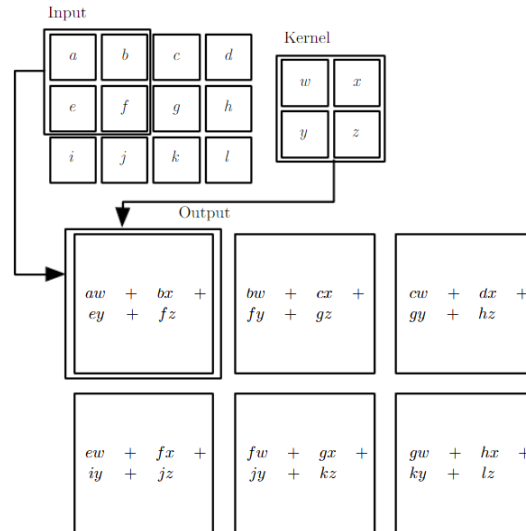 Input
Kernel
a b c d
w x
e f g h
y z
i j k l
Output
aw + bx +
ey + fz
bw + cx +
fy + gz
cw + dx +
gy + hz
ew + fx +
iy + jz
fw + gx +
jy + kz
gw + hx +
ky + lz